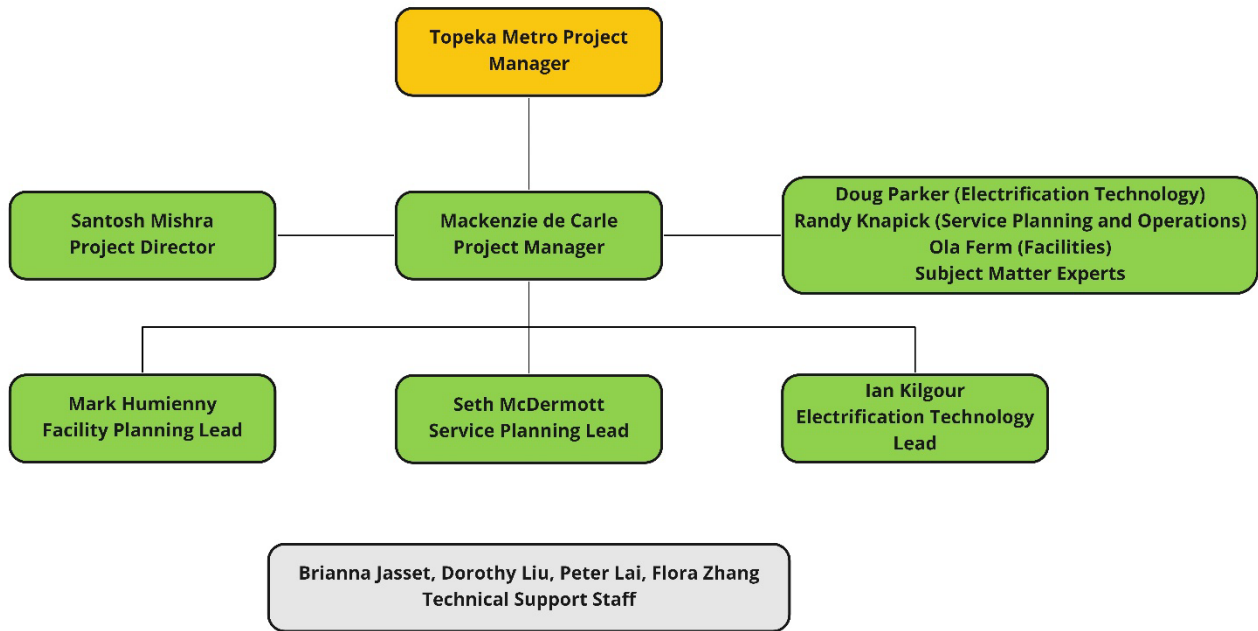 Topeka Metro Project
Manager
Santosh Mishra
Project Director
Mackenzie de Carle
Project Manager
Doug Parker (Electrification Technology)
Randy Knapick (Service Planning and Operations)
Ola Ferm (Facilities)
Subject Matter Experts
Mark Humienny
Facility Planning Lead
Seth McDermott
Service Planning Lead
Ian Kilgour
Electrification Technology
Lead
Brianna Jasset, Dorothy Liu, Peter Lai, Flora Zhang
Technical Support Staff